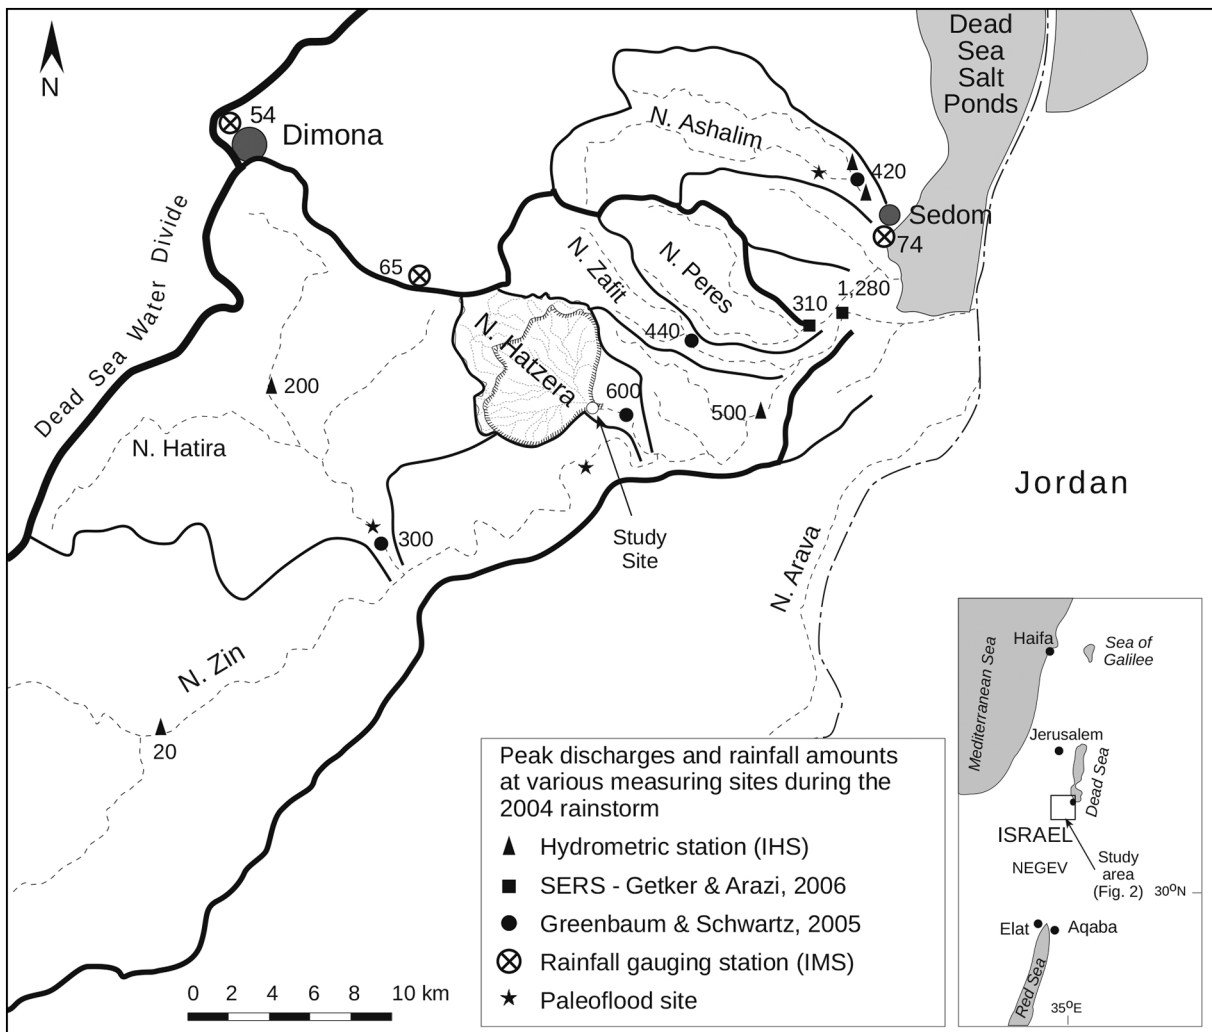 N
54
Dimona
Dead
Sea
Salt
Ponds
N. Ashalim
420
Sedom
74
Dead Sea Water Divide
65
N. Zafit
N. Peres
310
1,280
440
N. Hatzera
200
600
500
N. Hatira
Jordan
300
Study
Site
N. Arava
N. Zin
20
Peak discharges and rainfall amounts
at various measuring sites during the
2004 rainstorm
Hydrometric station (IHS)
SERS - Getker & Arazi, 2006
Greenbaum & Schwartz, 2005
Rainfall gauging station (IMS)
Paleoflood site
0 2 4 6 8 10 km
Mediterranean Sea
Haifa
Sea of
Galilee
Jerusalem
Dead Sea
ISRAEL
NEGEV
Study
area
(Fig. 2)
30ºN
Elat
Aqaba
Red Sea
35ºE